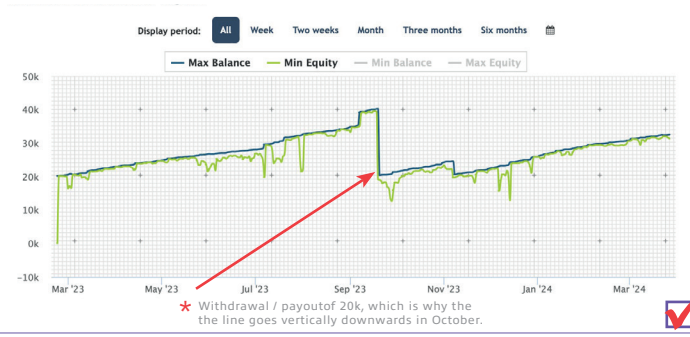 Display period: All Week Two weeks Month Three months Six months
Max Balance Min Equity Min Balance Max Equity
50k
40k
30k
20k
10k
0k
-10k
Mar '23 May '23 Jul '23 Sep '23 Nov '23 Jan '24 Mar '24
* Withdrawal / payoutof 20k, which is why the
the line goes vertically downwards in October.